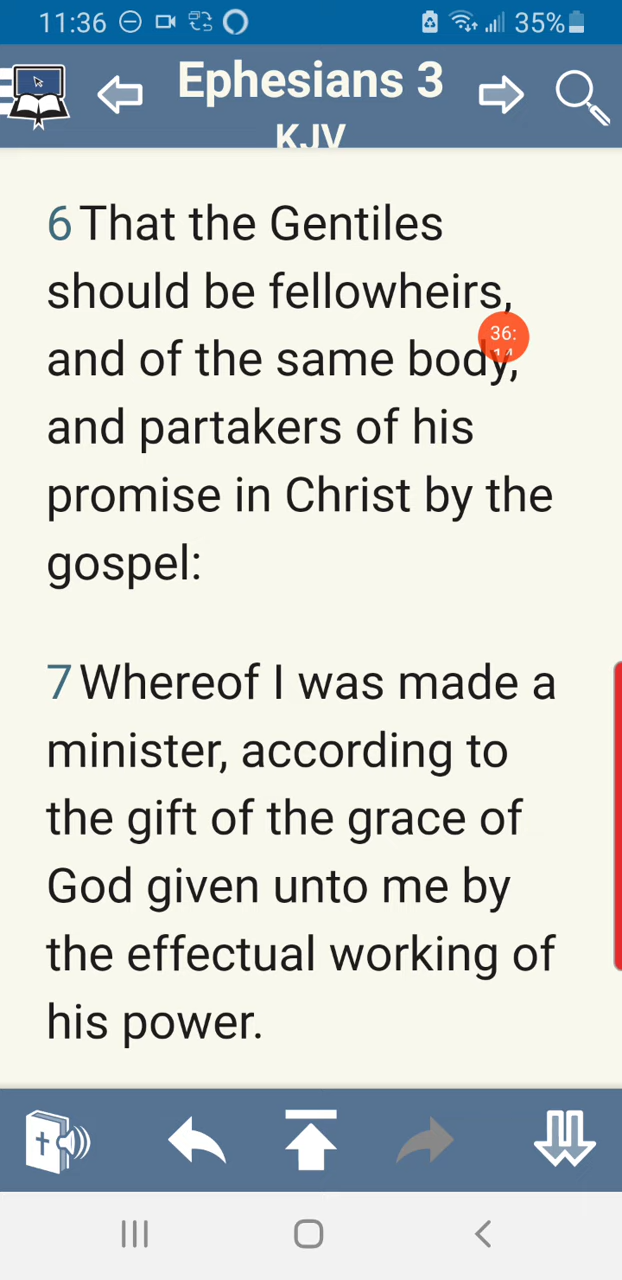 11:36 35%
Ephesians 3
KJV
6 That the Gentiles
should be fellowheirs,
36:
14
and of the same body,
and partakers of his
promise in Christ by the
gospel:
7 Whereof I was made a
minister, according to
the gift of the grace of
God given unto me by
the effectual working of
his power.